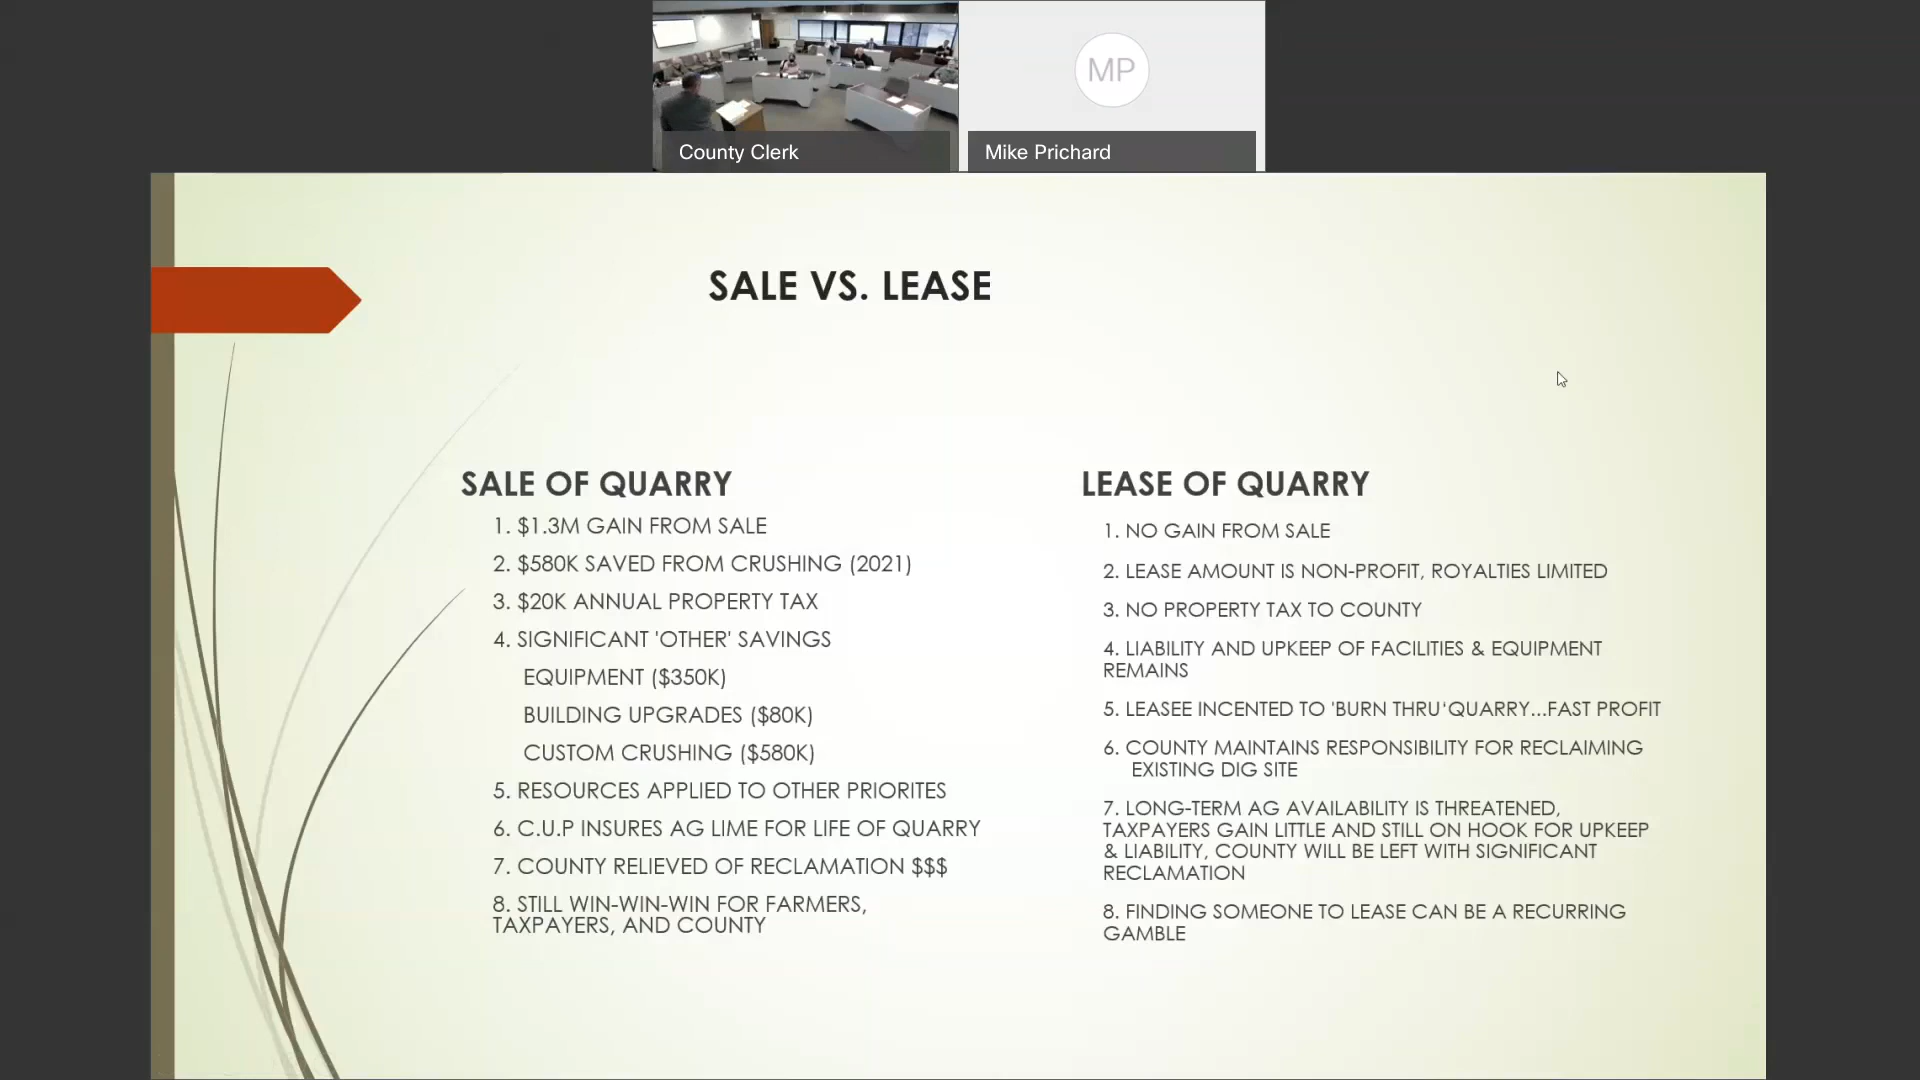 County Clerk
MP
Mike Prichard
SALE VS. LEASE
SALE OF QUARRY
1. $1.3M GAIN FROM SALE
2. $580K SAVED FROM CRUSHING (2021)
3. $20K ANNUAL PROPERTY TAX
4. SIGNIFICANT 'OTHER' SAVINGS
EQUIPMENT ($350K)
BUILDING UPGRADES ($80K)
CUSTOM CRUSHING ($580K)
5. RESOURCES APPLIED TO OTHER PRIORITES
6. C.U.P INSURES AG LIME FOR LIFE OF QUARRY
7. COUNTY RELIEVED OF RECLAMATION $$$
8. STILL WIN-WIN-WIN FOR FARMERS,
TAXPAYERS, AND COUNTY
LEASE OF QUARRY
1. NO GAIN FROM SALE
2. LEASE AMOUNT IS NON-PROFIT, ROYALTIES LIMITED
3. NO PROPERTY TAX TO COUNTY
4. LIABILITY AND UPKEEP OF FACILITIES & EQUIPMENT
REMAINS
5. LEASEE INCENTED TO 'BURN THRU‘QUARRY...FAST PROFIT
6. COUNTY MAINTAINS RESPONSIBILITY FOR RECLAIMING
EXISTING DIG SITE
7. LONG-TERM AG AVAILABILITY IS THREATENED,
TAXPAYERS GAIN LITTLE AND STILL ON HOOK FOR UPKEEP
& LIABILITY, COUNTY WILL BE LEFT WITH SIGNIFICANT
RECLAMATION
8. FINDING SOMEONE TO LEASE CAN BE A RECURRING
GAMBLE